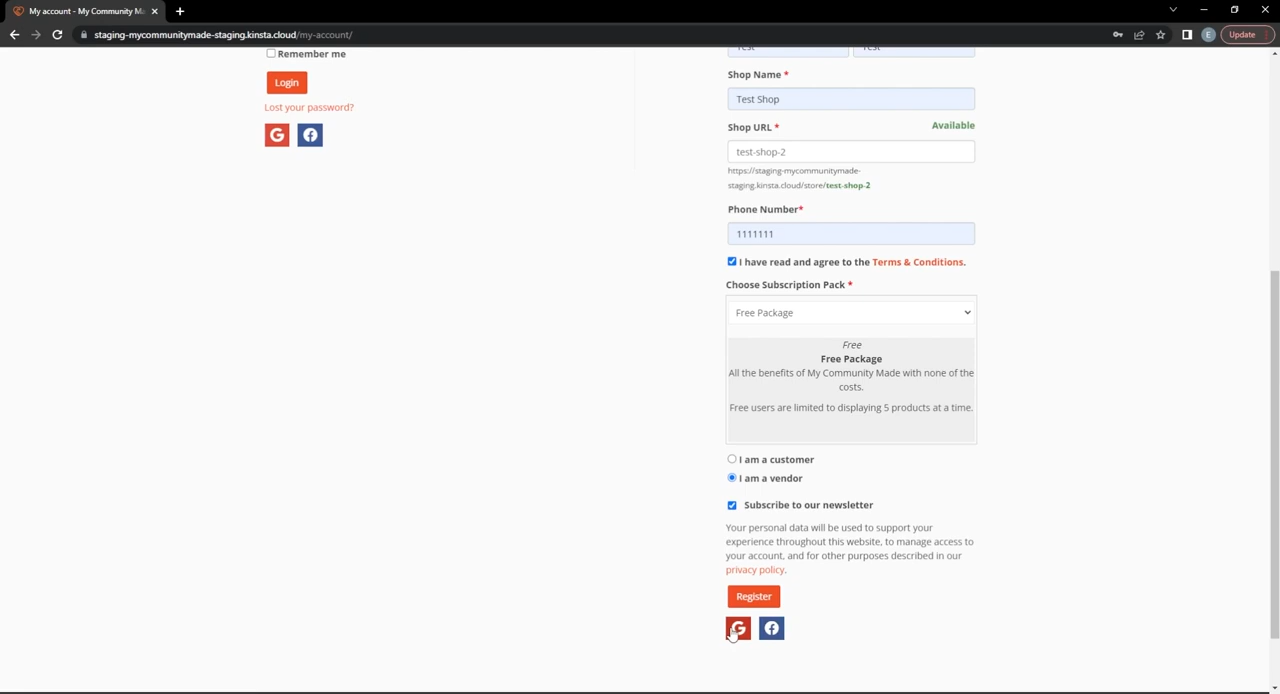 My account - My Community Ma
staging-mycommunitymade-staging.kinsta.cloud/my-account/
E
Update
Remember me
Login
Lost your password?
G
Test Test
Shop Name *
Test Shop
Shop URL *
Available
test-shop-2
https://staging-mycommunitymade-
staging.kinsta.cloud/store/test-shop-2
Phone Number*
1111111
I have read and agree to the Terms & Conditions.
Choose Subscription Pack *
Free Package
Free
Free Package
All the benefits of My Community Made with none of the
costs.
Free users are limited to displaying 5 products at a time.
I am a customer
I am a vendor
Subscribe to our newsletter
Your personal data will be used to support your
experience throughout this website, to manage access to
your account, and for other purposes described in our
privacy policy.
Register
G